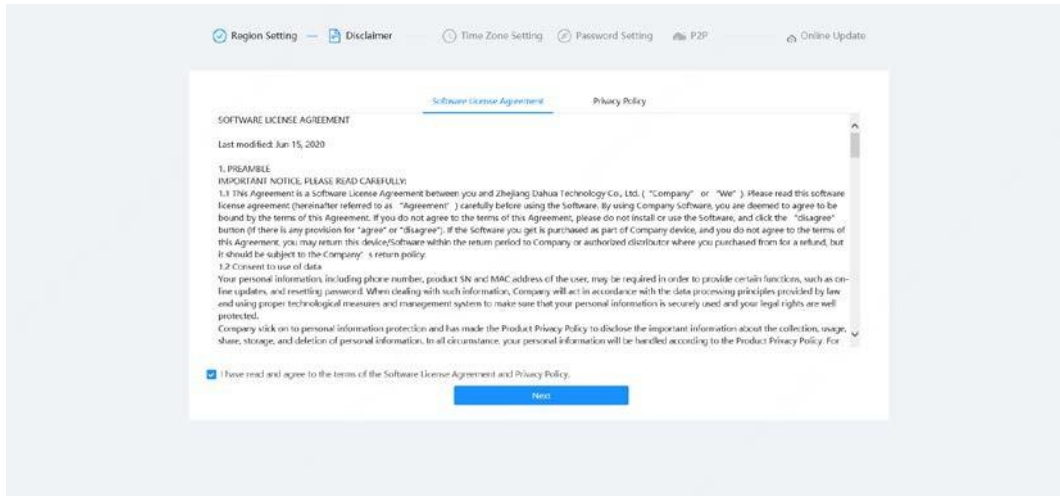 Region Setting — Disclaimer Time Zone Setting Password Setting P2P Online Update
Software License Agreement Privacy Policy
SOFTWARE LICENSE AGREEMENT
Last modified: Jun 15, 2020
1. PREAMBLE
IMPORTANT NOTICE, PLEASE READ CAREFULLY:
1.1 This Agreement is a Software License Agreement between you and Zhejiang Dahua Technology Co., Ltd. ( "Company" or "We" ). Please read this software
license agreement (hereinafter referred to as "Agreement" ) carefully before using the Software. By using Company Software, you are deemed to agree to be
bound by the terms of this Agreement. If you do not agree to the terms of this Agreement, please do not install or use the Software, and click the "disagree"
button (if there is any provision for "agree" or "disagree"). If the Software you get is purchased as part of Company device, and you do not agree to the terms of
this Agreement, you may return this device/Software within the return period to Company or authorized distributor where you purchased from for a refund, but
it should be subject to the Company' s return policy.
1.2 Consent to use of data
Your personal information, including phone number, product SN and MAC address of the user, may be required in order to provide certain functions, such as on-
line updates, and resetting password. When dealing with such information, Company will act in accordance with the data processing principles provided by law
and using proper technological measures and management system to make sure that your personal information is securely used and your legal rights are well
protected.
Company stick on to personal information protection and has made the Product Privacy Policy to disclose the important information about the collection, usage,
share, storage, and deletion of personal information. In all circumstance, your personal information will be handled according to the Product Privacy Policy. For
I have read and agree to the terms of the Software License Agreement and Privacy Policy.
Next